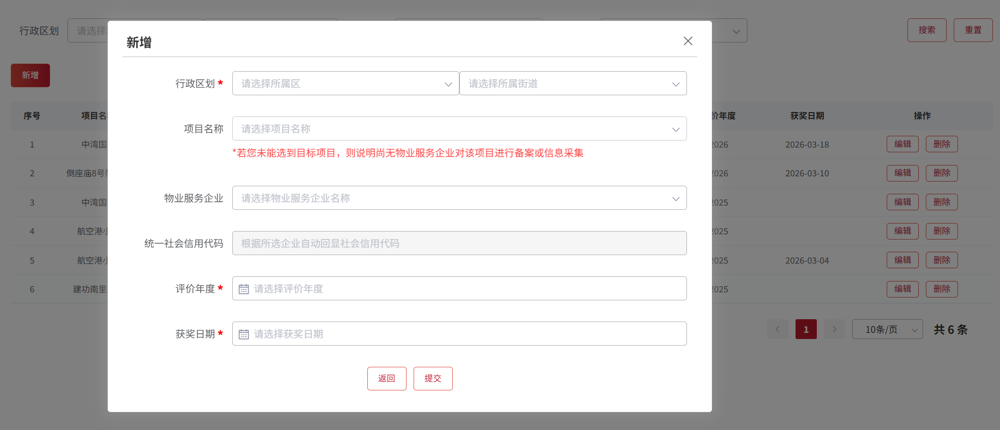 行政区划 请选择 搜索 重置
新增
新增
行政区划 * 请选择所属区 请选择所属街道
项目名称 请选择项目名称
*若您未能选到目标项目，则说明尚无物业服务企业对该项目进行备案或信息采集
物业服务企业 请选择物业服务企业名称
统一社会信用代码 根据所选企业自动回显社会信用代码
评价年度 * 请选择评价年度
获奖日期 * 请选择获奖日期
返回 提交
序号 项目名 价年度 获奖日期 操作
1 中湾国 2026 2026-03-18 编辑 删除
2 倒座庙8号 2026 2026-03-10 编辑 删除
3 中湾国 2025 编辑 删除
4 航空港小 2025 编辑 删除
5 航空港小 2025 2026-03-04 编辑 删除
6 建功南里 2025 编辑 删除
1 10条/页 共 6 条